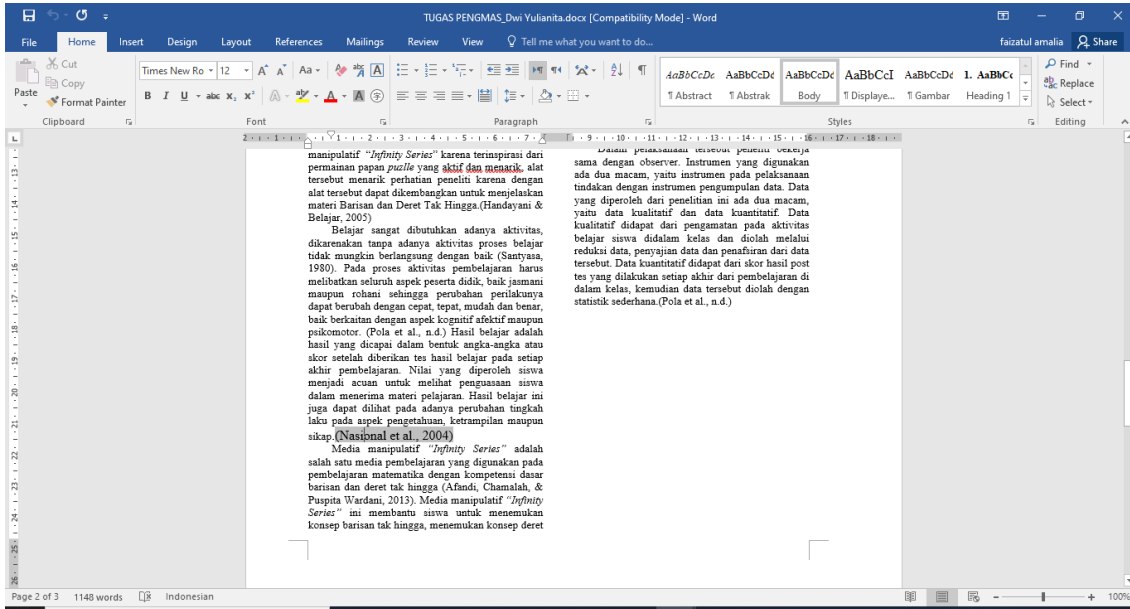 TUGAS PENGMAS_Dwi Yulianita.docx [Compatibility Mode] - Word
File Home Insert Design Layout References Mailings Review View Tell me what you want to do... faizatul amalia Share
Paste
Cut
Copy
Format Painter
Clipboard
Times New Ro 12
Font
Paragraph
AaBbCcDc AaBbCcDd AaBbCcDd AaBbCcI AaBbCcDd 1. AaBbCc
¶ Abstract ¶ Abstrak Body ¶ Displaye... ¶ Gambar Heading 1
Styles
Find
Replace
Select
Editing
manipulatif “Infinity Series” karena terinspirasi dari
permainan papan puzlle yang aktif dan menarik, alat
tersebut menarik perhatian peneliti karena dengan
alat tersebut dapat dikembangkan untuk menjelaskan
materi Barisan dan Deret Tak Hingga.(Handayani &
Belajar, 2005)
Belajar sangat dibutuhkan adanya aktivitas,
dikarenakan tanpa adanya aktivitas proses belajar
tidak mungkin berlangsung dengan baik (Santyasa,
1980). Pada proses aktivitas pembelajaran harus
melibatkan seluruh aspek peserta didik, baik jasmani
maupun rohani sehingga perubahan perilakunya
dapat berubah dengan cepat, tepat, mudah dan benar,
baik berkaitan dengan aspek kognitif afektif maupun
psikomotor. (Pola et al., n.d.) Hasil belajar adalah
hasil yang dicapai dalam bentuk angka-angka atau
skor setelah diberikan tes hasil belajar pada setiap
akhir pembelajaran. Nilai yang diperoleh siswa
menjadi acuan untuk melihat penguasaan siswa
dalam menerima materi pelajaran. Hasil belajar ini
juga dapat dilihat pada adanya perubahan tingkah
laku pada aspek pengetahuan, ketrampilan maupun
sikap.(Nasional et al., 2004)
Media manipulatif “Infinity Series” adalah
salah satu media pembelajaran yang digunakan pada
pembelajaran matematika dengan kompetensi dasar
barisan dan deret tak hingga (Afandi, Chamalah, &
Puspita Wardani, 2013). Media manipulatif “Infinity
Series” ini membantu siswa untuk menemukan
konsep barisan tak hingga, menemukan konsep deret
Dalam pelaksanaan tersebut peneliti bekerja
sama dengan observer. Instrumen yang digunakan
ada dua macam, yaitu instrumen pada pelaksanaan
tindakan dengan instrumen pengumpulan data. Data
yang diperoleh dari penelitian ini ada dua macam,
yaitu data kualitatif dan data kuantitatif. Data
kualitatif didapat dari pengamatan pada aktivitas
belajar siswa didalam kelas dan diolah melalui
reduksi data, penyajian data dan penafsiran dari data
tersebut. Data kuantitatif didapat dari skor hasil post
tes yang dilakukan setiap akhir dari pembelajaran di
dalam kelas, kemudian data tersebut diolah dengan
statistik sederhana.(Pola et al., n.d.)
Page 2 of 3 1148 words Indonesian 100%